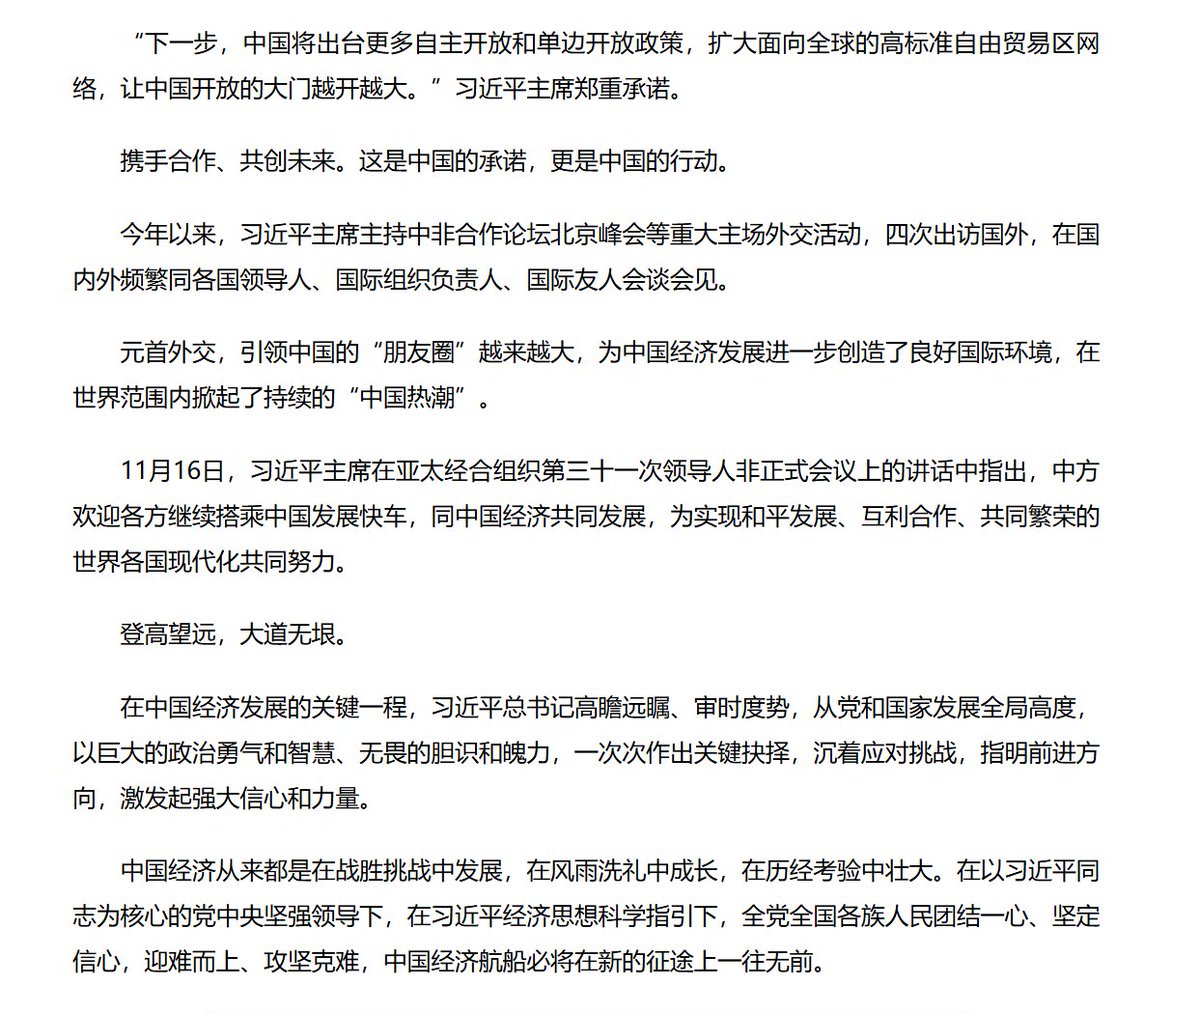 “下一步，中国将出台更多自主开放和单边开放政策，扩大面向全球的高标准自由贸易区网
络，让中国开放的大门越开越大。”习近平主席郑重承诺。
携手合作、共创未来。这是中国的承诺，更是中国的行动。
今年以来，习近平主席主持中非合作论坛北京峰会等重大主场外交活动，四次出访国外，在国
内外频繁同各国领导人、国际组织负责人、国际友人会谈会见。
元首外交，引领中国的“朋友圈”越来越大，为中国经济发展进一步创造了良好国际环境，在
世界范围内掀起了持续的“中国热潮”。
11月16日，习近平主席在亚太经合组织第三十一次领导人非正式会议上的讲话中指出，中方
欢迎各方继续搭乘中国发展快车，同中国经济共同发展，为实现和平发展、互利合作、共同繁荣的
世界各国现代化共同努力。
登高望远，大道无垠。
在中国经济发展的关键一程，习近平总书记高瞻远瞩、审时度势，从党和国家发展全局高度，
以巨大的政治勇气和智慧、无畏的胆识和魄力，一次次作出关键抉择，沉着应对挑战，指明前进方
向，激发起强大信心和力量。
中国经济从来都是在战胜挑战中发展，在风雨洗礼中成长，在历经考验中壮大。在以习近平同
志为核心的党中央坚强领导下，在习近平经济思想科学指引下，全党全国各族人民团结一心、坚定
信心，迎难而上、攻坚克难，中国经济航船必将在新的征途上一往无前。